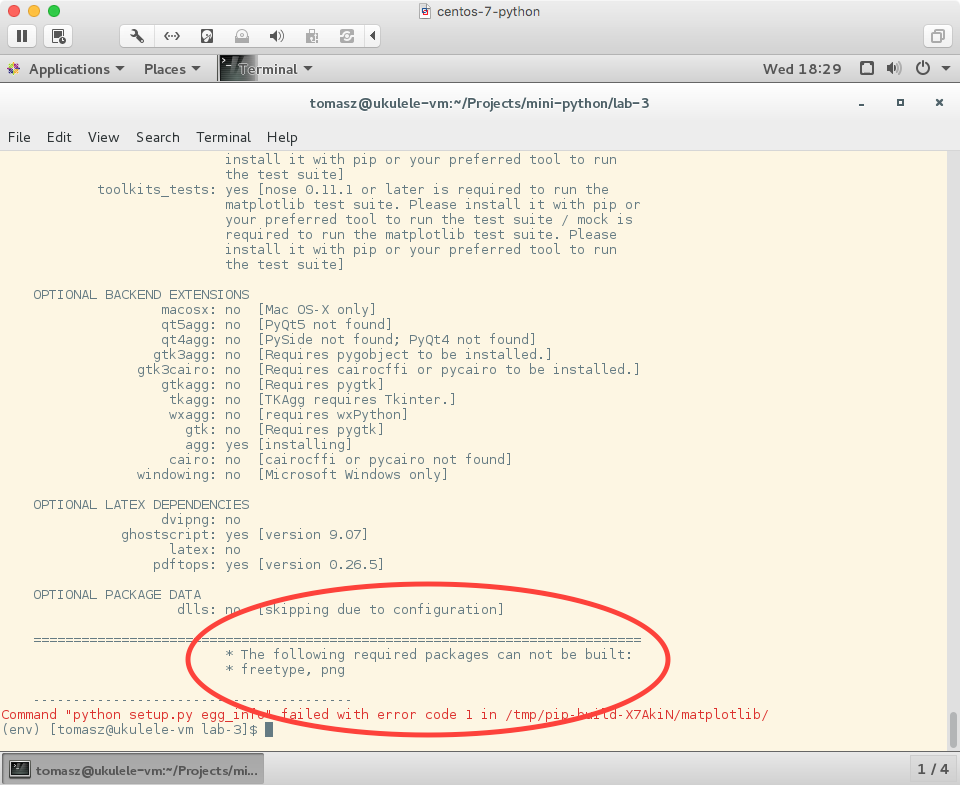 centos-7-python
Applications Places Terminal Wed 18:29
tomasz@ukulele-vm:~/Projects/mini-python/lab-3
File Edit View Search Terminal Help
install it with pip or your preferred tool to run
the test suite]
toolkits_tests: yes [nose 0.11.1 or later is required to run the
matplotlib test suite. Please install it with pip or
your preferred tool to run the test suite / mock is
required to run the matplotlib test suite. Please
install it with pip or your preferred tool to run
the test suite]
OPTIONAL BACKEND EXTENSIONS
macosx: no [Mac OS-X only]
qt5agg: no [PyQt5 not found]
qt4agg: no [PySide not found; PyQt4 not found]
gtk3agg: no [Requires pygobject to be installed.]
gtk3cairo: no [Requires cairocffi or pycairo to be installed.]
gtkagg: no [Requires pygtk]
tkagg: no [TKAgg requires Tkinter.]
wxagg: no [requires wxPython]
gtk: no [Requires pygtk]
agg: yes [installing]
cairo: no [cairocffi or pycairo not found]
windowing: no [Microsoft Windows only]
OPTIONAL LATEX DEPENDENCIES
dvipng: no
ghostscript: yes [version 9.07]
latex: no
pdftops: yes [version 0.26.5]
OPTIONAL PACKAGE DATA
dlls: no [skipping due to configuration]
============================================================================
* The following required packages can not be built:
* freetype, png
----------------------------------------
Command "python setup.py egg_info" failed with error code 1 in /tmp/pip-build-X7AkiN/matplotlib/
(env) [tomasz@ukulele-vm lab-3]$
tomasz@ukulele-vm:~/Projects/mi... 1 / 4